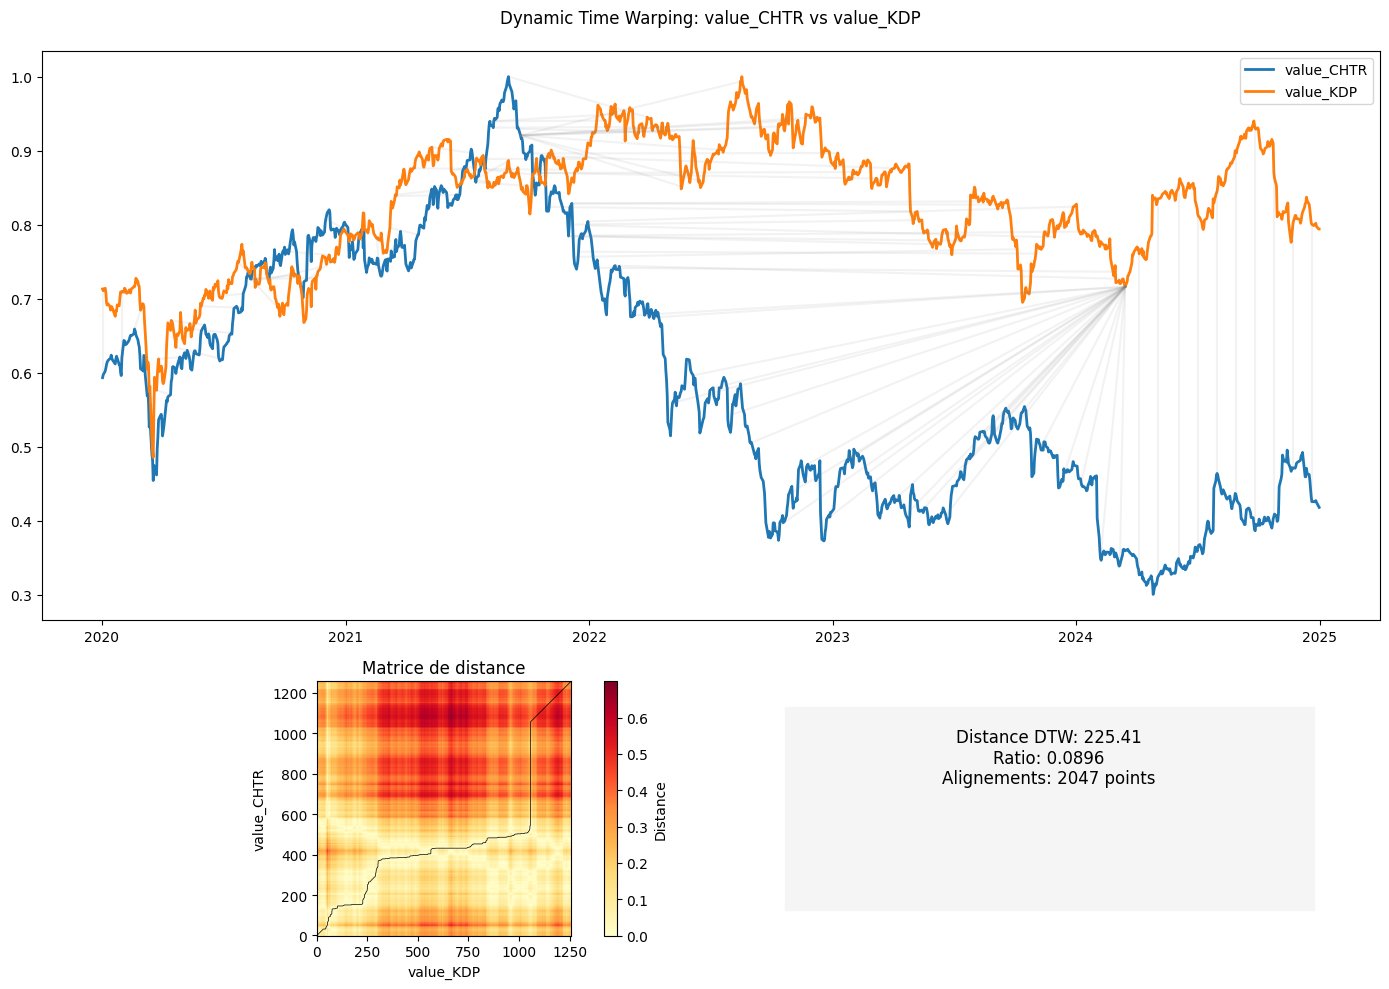 Dynamic Time Warping: value_CHTR vs value_KDP
value_CHTR
value_KDP
1.0
0.9
0.8
0.7
0.6
0.5
0.4
0.3
2020 2021 2022 2023 2024 2025
Matrice de distance
value_CHTR
1200
1000
800
600
400
200
0
0 250 500 750 1000 1250
value_KDP
0.6
0.5
0.4
0.3
0.2
0.1
0.0
Distance
Distance DTW: 225.41
Ratio: 0.0896
Alignements: 2047 points